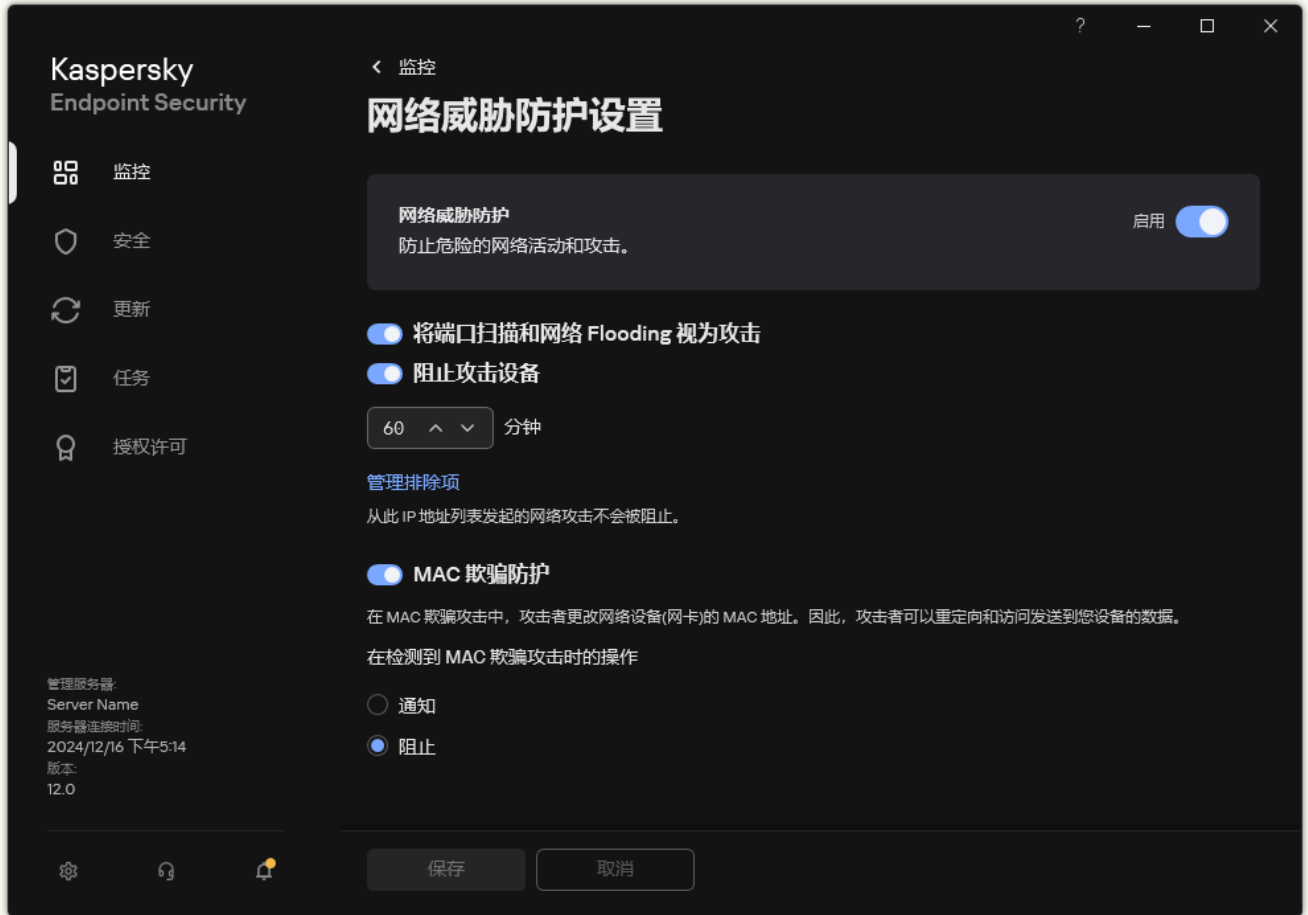 Kaspersky
Endpoint Security
监控
安全
更新
任务
授权许可
管理服务器:
Server Name
服务器连接时间:
2024/12/16 下午5:14
版本:
12.0
监控
网络威胁防护设置
网络威胁防护
防止危险的网络活动和攻击。
启用
将端口扫描和网络 Flooding 视为攻击
阻止攻击设备
60 分钟
管理排除项
从此 IP 地址列表发起的网络攻击不会被阻止。
MAC 欺骗防护
在 MAC 欺骗攻击中，攻击者更改网络设备(网卡)的 MAC 地址。因此，攻击者可以重定向和访问发送到您设备的数据。
在检测到 MAC 欺骗攻击时的操作
通知
阻止
保存
取消